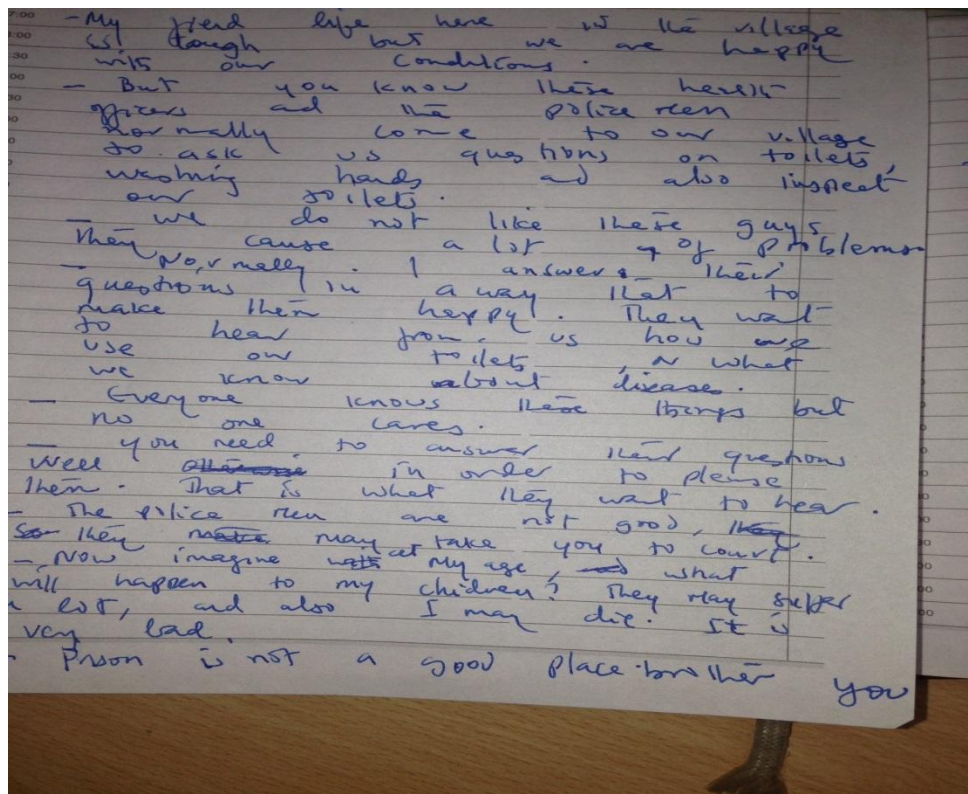 - My friend life here in the village
is tough but we are happy
with our conditions.
- But you know these health
officers and the police men
normally come to our village
to ask us questions on toilets,
washing hands and also inspect
our toilets.
- We do not like these guys
They cause a lot of problems
- Normally. I answer their
questions in a way that to
make them happy. They want
to hear from us how we
use our toilets, or what
we know about disease.
- Everyone knows these things but
no one cares.
- you need to answer their questions
well in order to please
them. That is what they want to hear.
- The police men are not good,
they may take you to court.
- Now imagine at my age, what
will happen to my children? They may suffer
a lot, and also I may die. It is
very bad.
- Prison is not a good place brother you